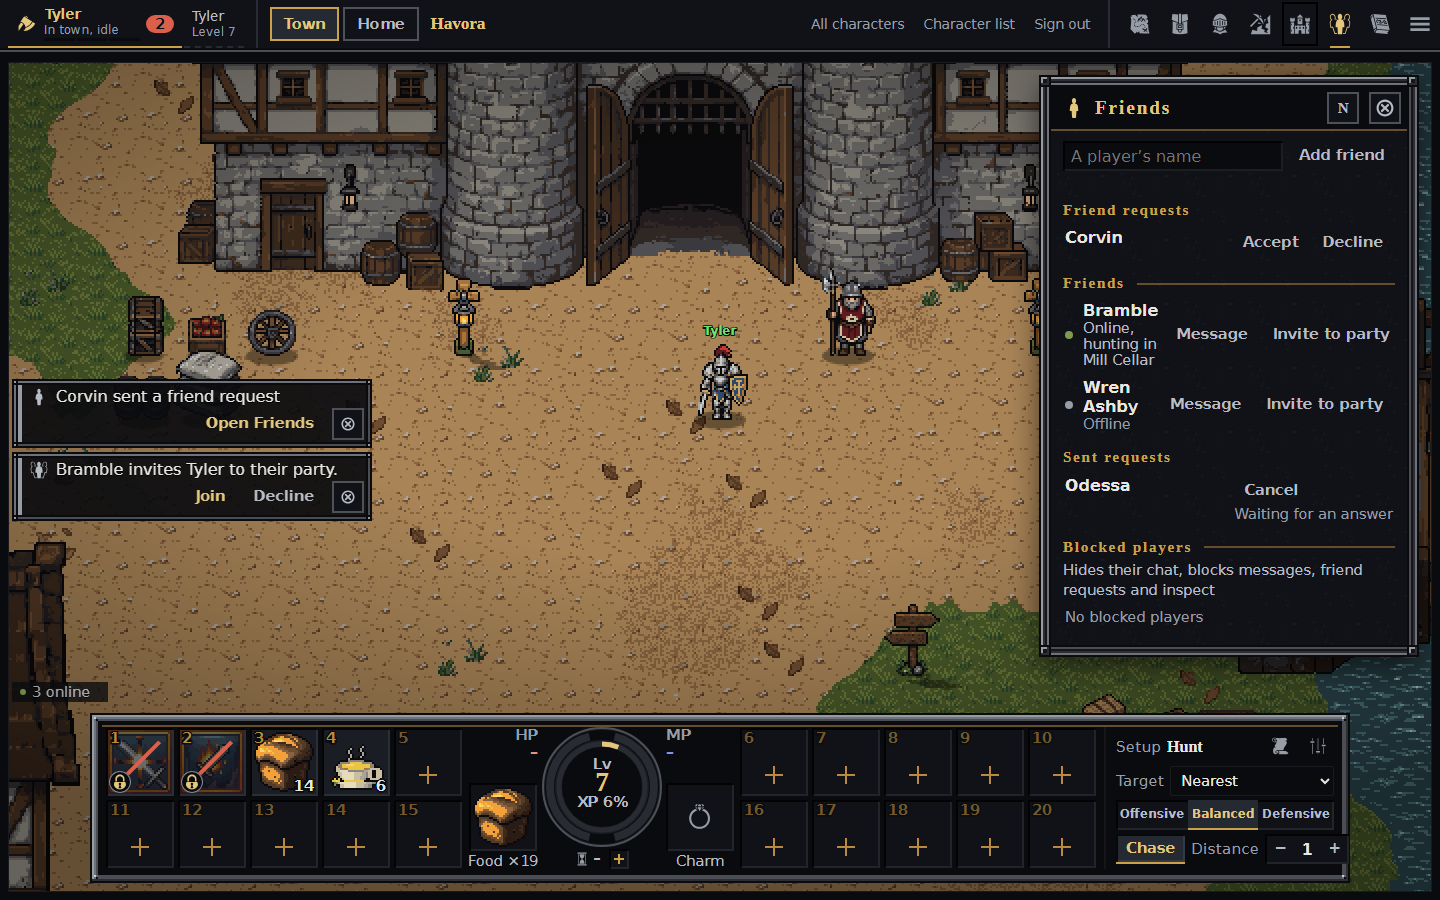 Tyler
In town, idle
2
Tyler
Level 7
Town
Home
Havora
All characters
Character list
Sign out
Friends
N
A player's name
Add friend
Friend requests
Corvin
Accept
Decline
Friends
Bramble
Online, hunting in Mill Cellar
Message
Invite to party
Wren Ashby
Offline
Message
Invite to party
Sent requests
Odessa
Cancel
Waiting for an answer
Blocked players
Hides their chat, blocks messages, friend
requests and inspect
No blocked players
Tyler
Corvin sent a friend request
Open Friends
Bramble invites Tyler to their party.
Join
Decline
3 online
1
2
3
14
4
6
5
11
12
13
14
15
HP
-
Food ×19
Lv
7
XP 6%
-
+
MP
-
Charm
6
7
8
9
10
16
17
18
19
20
Setup Hunt
Target
Nearest
Offensive
Balanced
Defensive
Chase
Distance
− 1 +